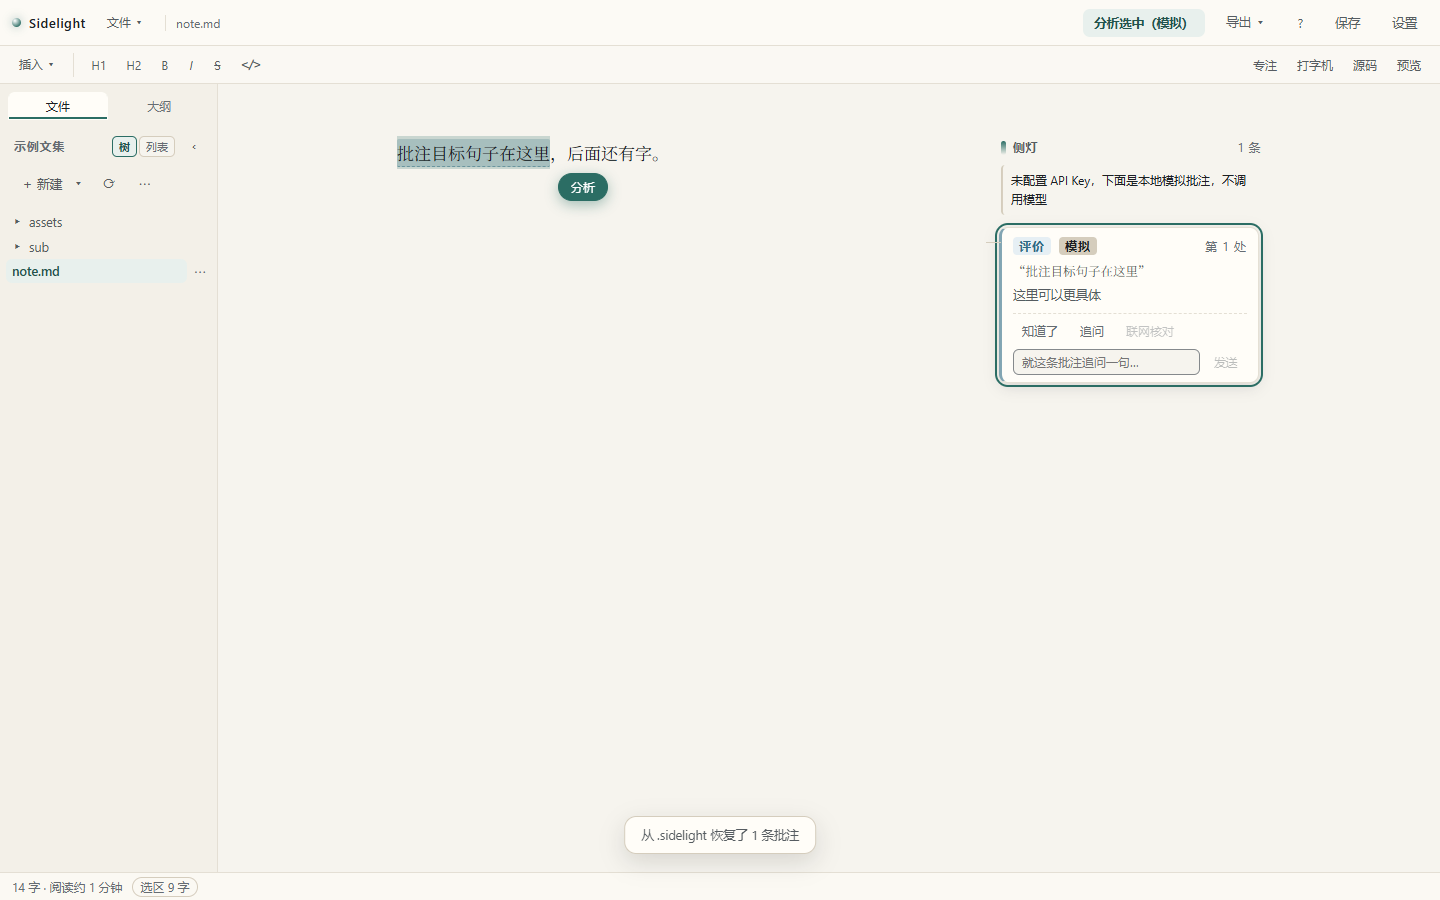 Sidelight 文件 ▾ note.md 分析选中（模拟） 导出 ▾ ? 保存 设置
插入 ▾ H1 H2 B I S </> 专注 打字机 源码 预览
文件 大纲
示例文集 树 列表 ‹
+ 新建 ▾ ⟳ ···
▸ assets
▸ sub
note.md ···
批注目标句子在这里，后面还有字。
分析
侧灯 1 条
未配置 API Key，下面是本地模拟批注，不调
用模型
评价 模拟 第 1 处
“批注目标句子在这里”
这里可以更具体
知道了 追问 联网核对
就这条批注追问一句... 发送
从 .sidelight 恢复了 1 条批注
14 字 · 阅读约 1 分钟 选区 9 字